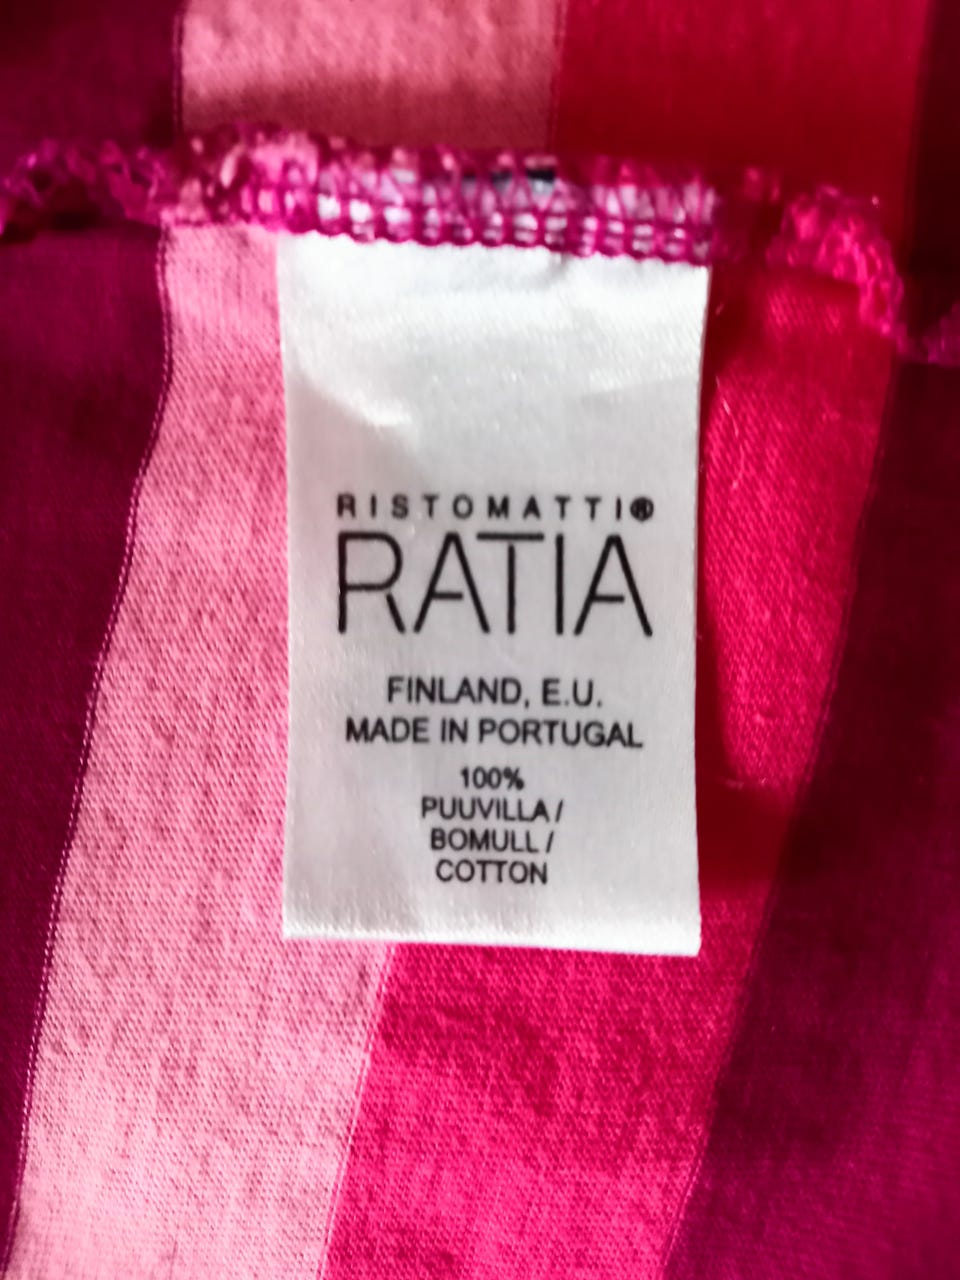 RISTOMATTI®
RATIA
FINLAND, E.U.
MADE IN PORTUGAL
100%
PUUVILLA /
BOMULL /
COTTON